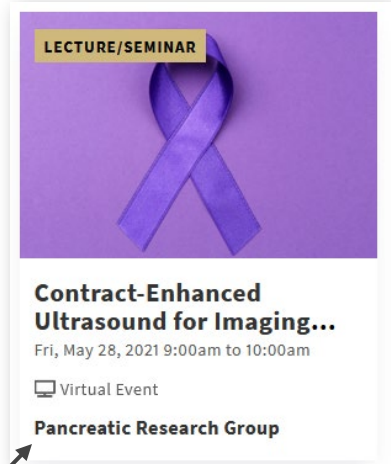 LECTURE/SEMINAR
Contract-Enhanced
Ultrasound for Imaging...
Fri, May 28, 2021 9:00am to 10:00am
Virtual Event
Pancreatic Research Group